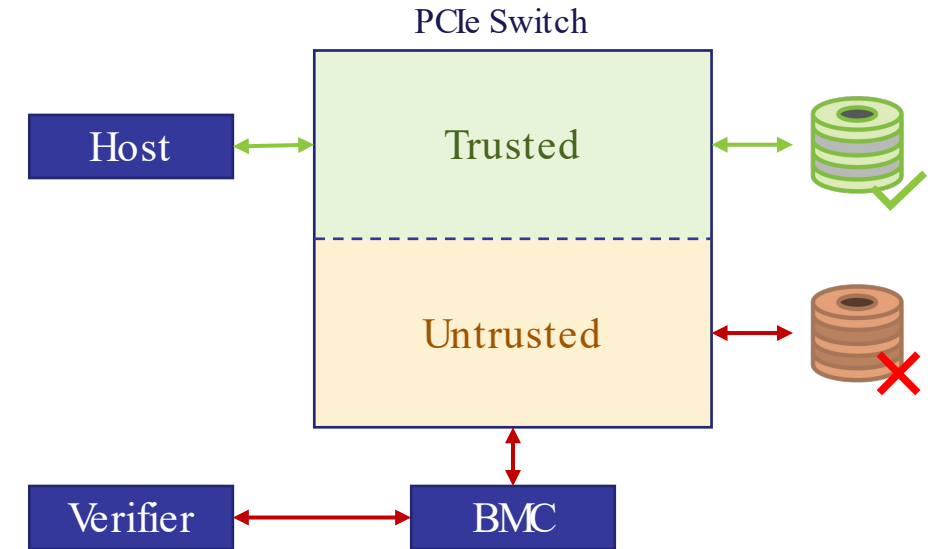 PCIe Switch
Host
Trusted
Untrusted
Verifier
BMC